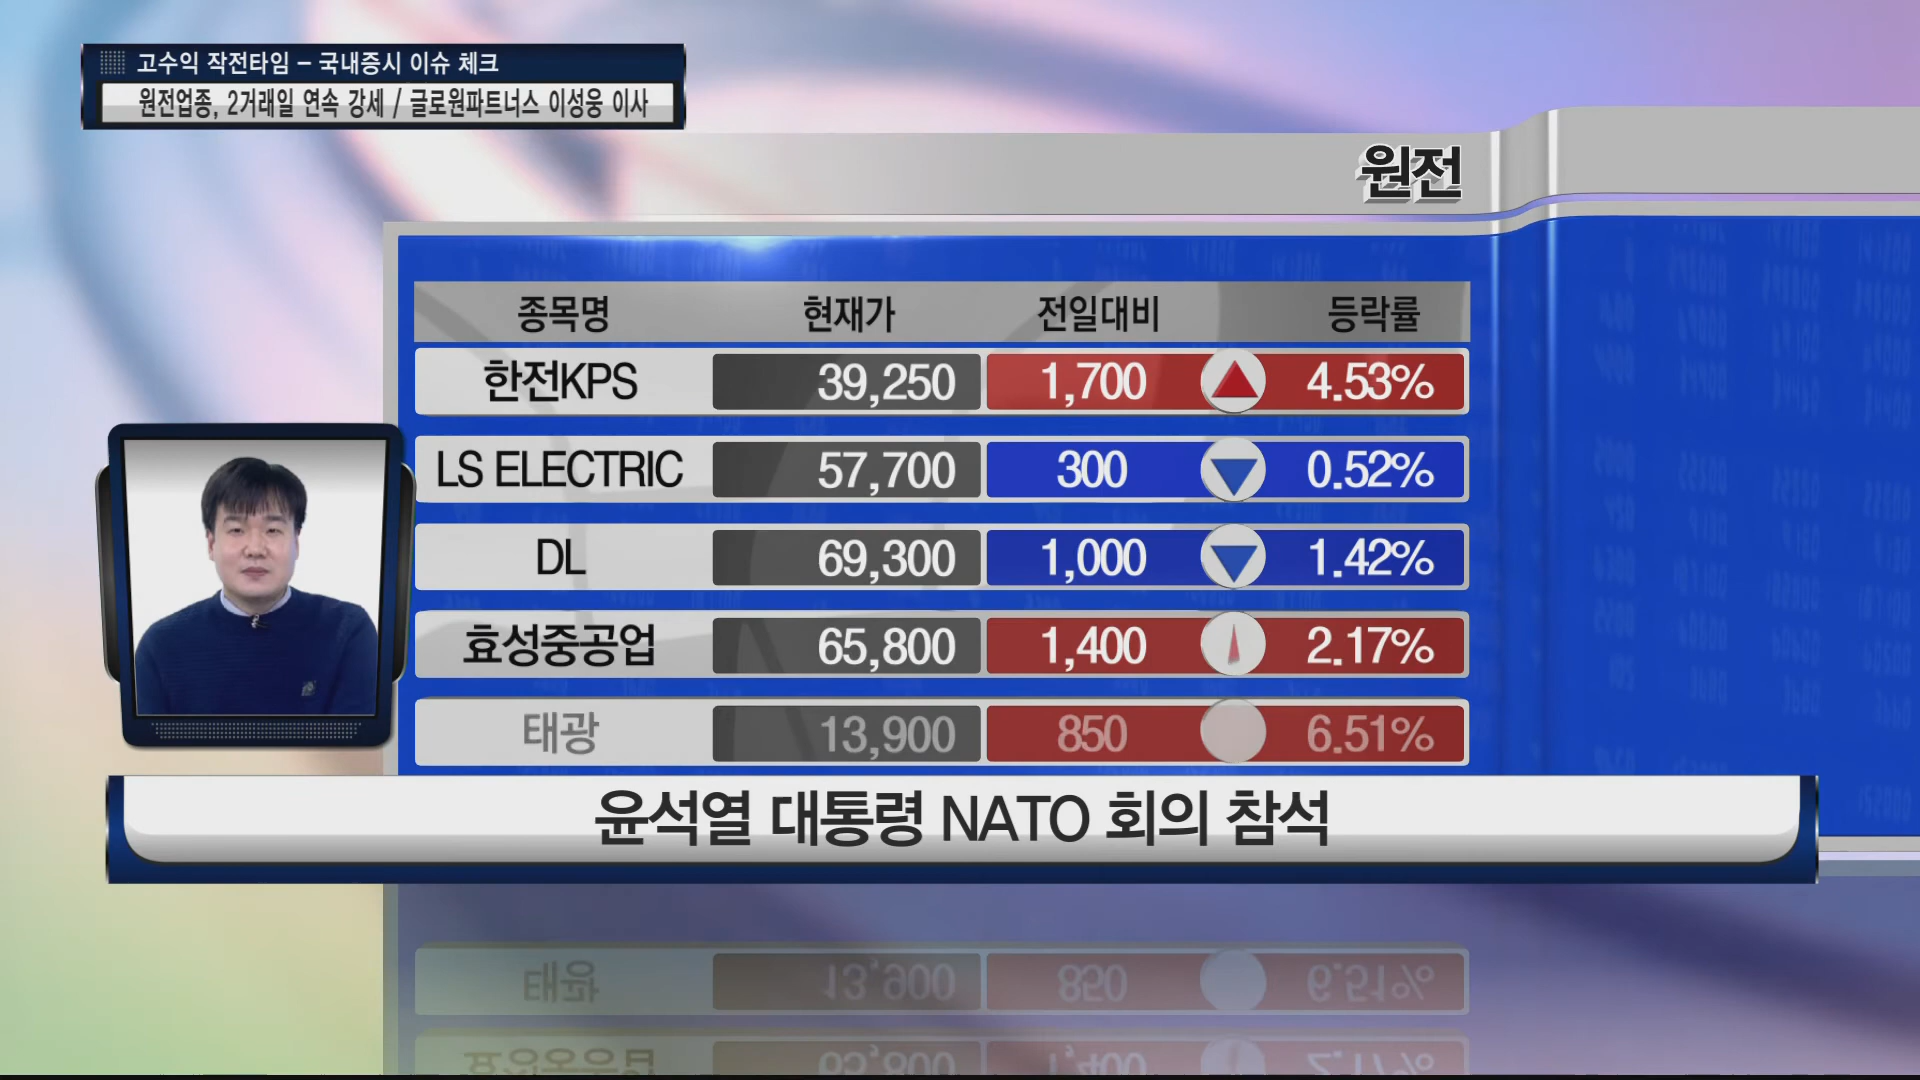 고수익 작전타임 - 국내증시 이슈 체크
원전업종, 2거래일 연속 강세 / 글로원파트너스 이성웅 이사
원전
종목명 현재가 전일대비 등락률
한전KPS 39,250 1,700 ▲ 4.53%
LS ELECTRIC 57,700 300 ▼ 0.52%
DL 69,300 1,000 ▼ 1.42%
효성중공업 65,800 1,400 2.17%
태광 13,900 850 6.51%
윤석열 대통령 NATO 회의 참석